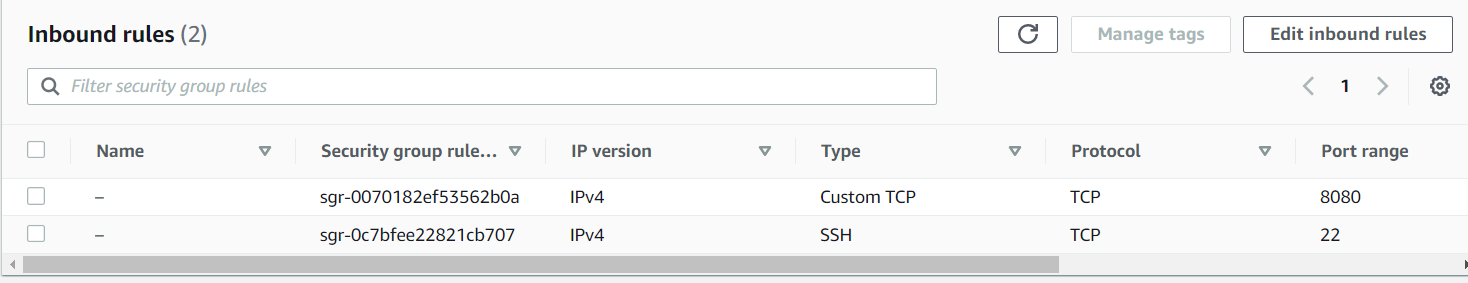 Inbound rules (2)
Manage tags
Edit inbound rules
Filter security group rules
1
Name Security group rule... IP version Type Protocol Port range
– sgr-0070182ef53562b0a IPv4 Custom TCP TCP 8080
– sgr-0c7bfee22821cb707 IPv4 SSH TCP 22